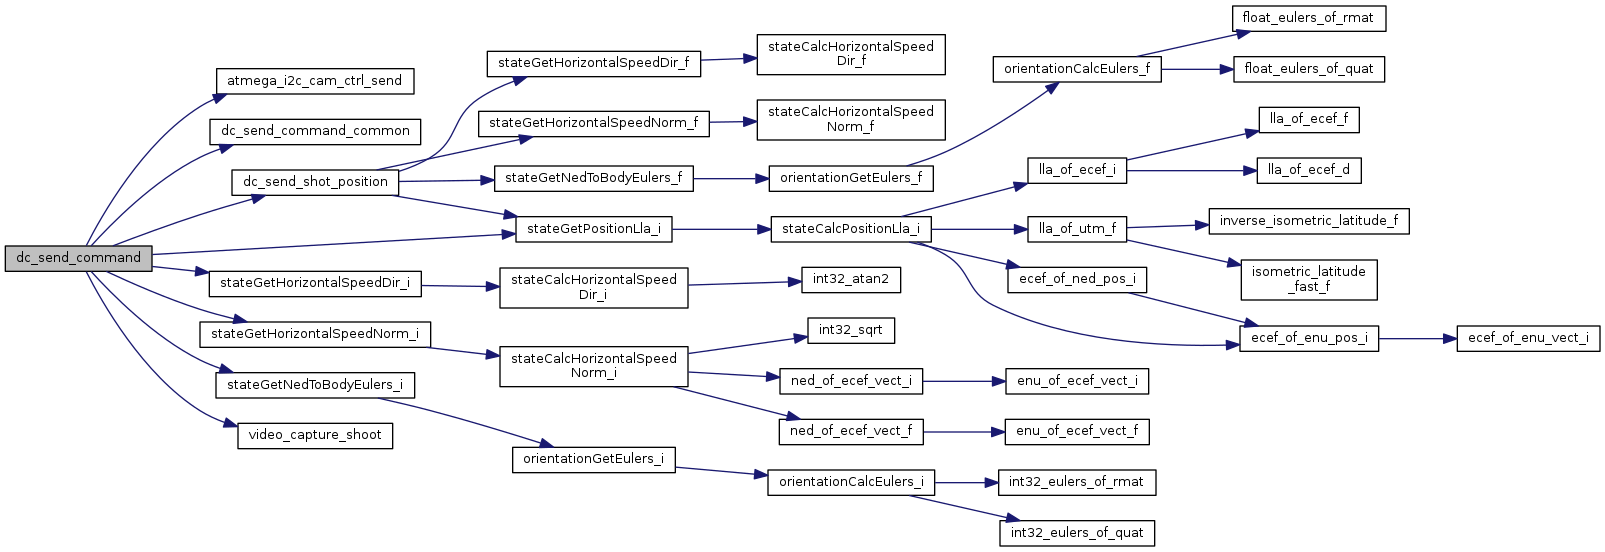 dc_send_command
atmega_i2c_cam_ctrl_send
dc_send_command_common
dc_send_shot_position
stateGetHorizontalSpeedDir_i
stateGetHorizontalSpeedNorm_i
stateGetNedToBodyEulers_i
video_capture_shoot
stateGetHorizontalSpeedDir_f
stateGetHorizontalSpeedNorm_f
stateGetNedToBodyEulers_f
stateGetPositionLla_i
stateCalcHorizontalSpeed
Dir_i
stateCalcHorizontalSpeed
Norm_i
orientationGetEulers_i
stateCalcHorizontalSpeed
Dir_f
stateCalcHorizontalSpeed
Norm_f
orientationGetEulers_f
stateCalcPositionLla_i
int32_atan2
int32_sqrt
ned_of_ecef_vect_i
ned_of_ecef_vect_f
orientationCalcEulers_i
orientationCalcEulers_f
lla_of_ecef_i
lla_of_utm_f
ecef_of_ned_pos_i
enu_of_ecef_vect_i
enu_of_ecef_vect_f
int32_eulers_of_rmat
int32_eulers_of_quat
float_eulers_of_rmat
float_eulers_of_quat
lla_of_ecef_f
lla_of_ecef_d
inverse_isometric_latitude_f
isometric_latitude
_fast_f
ecef_of_enu_pos_i
ecef_of_enu_vect_i